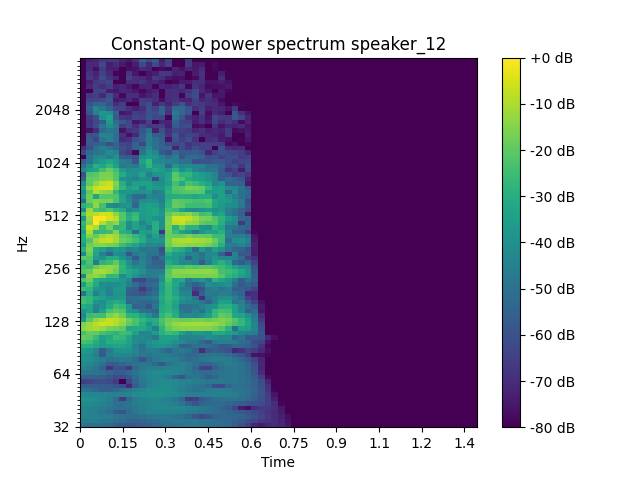 Constant-Q power spectrum speaker_12
Hz
2048
1024
512
256
128
64
32
0 0.15 0.3 0.45 0.6 0.75 0.9 1.1 1.2 1.4
Time
+0 dB
-10 dB
-20 dB
-30 dB
-40 dB
-50 dB
-60 dB
-70 dB
-80 dB